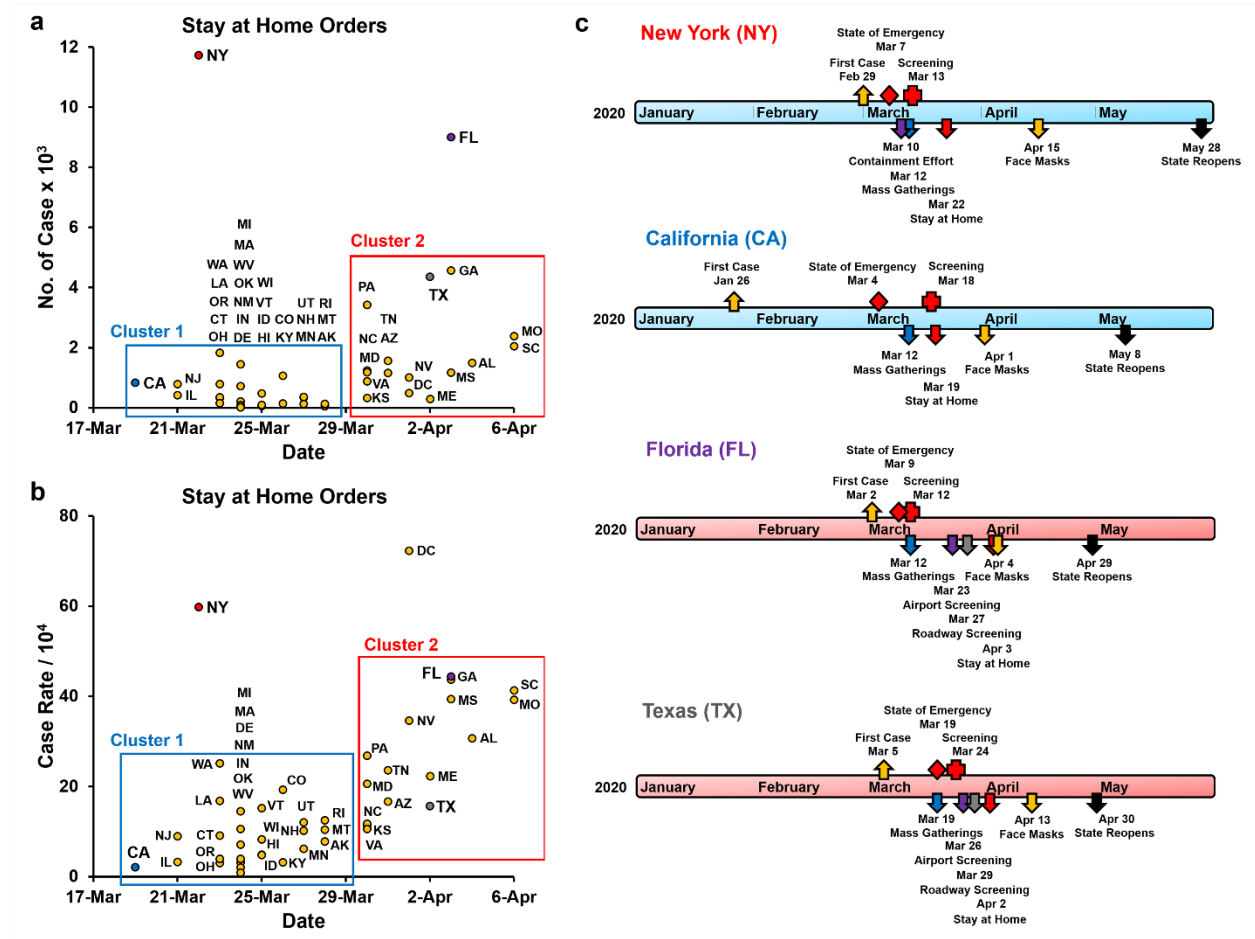 a
Stay at Home Orders
12
10
8
6
4
2
0
No. of Case x 10³
NY
FL
MI
MA
WA WV
LA OK WI
OR NM VT UT RI
CT IN ID CO NH MT
OH DE HI KY MN AK
Cluster 1
CA
NJ
IL
Cluster 2
GA
TX
PA
TN
NC AZ
MD
VA
KS
NV
DC
ME
MS
AL
MO
SC
17-Mar 21-Mar 25-Mar 29-Mar 2-Apr 6-Apr
Date
b
Stay at Home Orders
80
60
40
20
0
Case Rate / 10⁴
DC
NY
Cluster 2
FL GA
MS
SC
MO
NV
AL
PA
TN
MD
ME
AZ
TX
NC
KS
VA
MI
MA
DE
NM
IN
OK
WV
Cluster 1
WA
LA
CO
VT
UT
RI
NJ
CT
WI
NH
MT
OR
HI
AK
CA
IL
OH
ID
KY
MN
17-Mar 21-Mar 25-Mar 29-Mar 2-Apr 6-Apr
Date
c
New York (NY)
State of Emergency
Mar 7
First Case
Feb 29
Screening
Mar 13
2020 January February March April May
Mar 10
Containment Effort
Mar 12
Mass Gatherings
Mar 22
Stay at Home
Apr 15
Face Masks
May 28
State Reopens
California (CA)
First Case
Jan 26
State of Emergency
Mar 4
Screening
Mar 18
2020 January February March April May
Mar 12
Mass Gatherings
Mar 19
Stay at Home
Apr 1
Face Masks
May 8
State Reopens
Florida (FL)
State of Emergency
Mar 9
First Case
Mar 2
Screening
Mar 12
2020 January February March April May
Mar 12
Mass Gatherings
Mar 23
Airport Screening
Mar 27
Roadway Screening
Apr 3
Stay at Home
Apr 4
Face Masks
Apr 29
State Reopens
Texas (TX)
State of Emergency
Mar 19
First Case
Mar 5
Screening
Mar 24
2020 January February March April May
Mar 19
Mass Gatherings
Mar 26
Airport Screening
Mar 29
Roadway Screening
Apr 2
Stay at Home
Apr 13
Face Masks
Apr 30
State Reopens